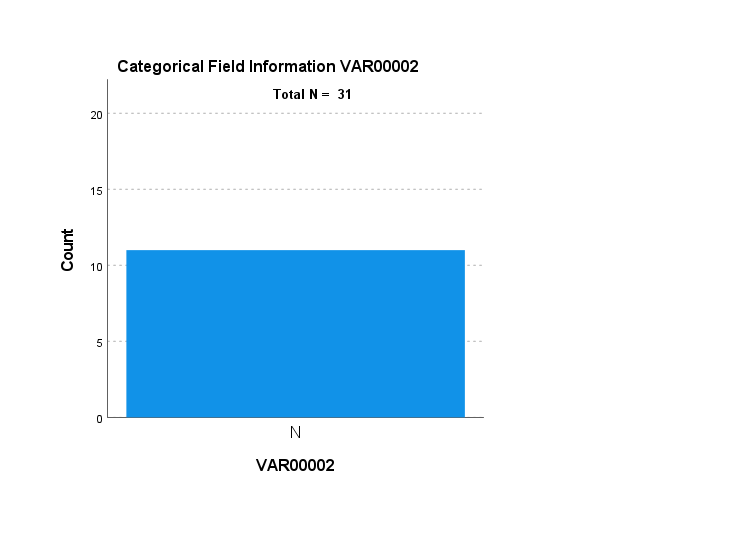 Categorical Field Information VAR00002
Total N = 31
20
15
10
5
0
Count
N
VAR00002